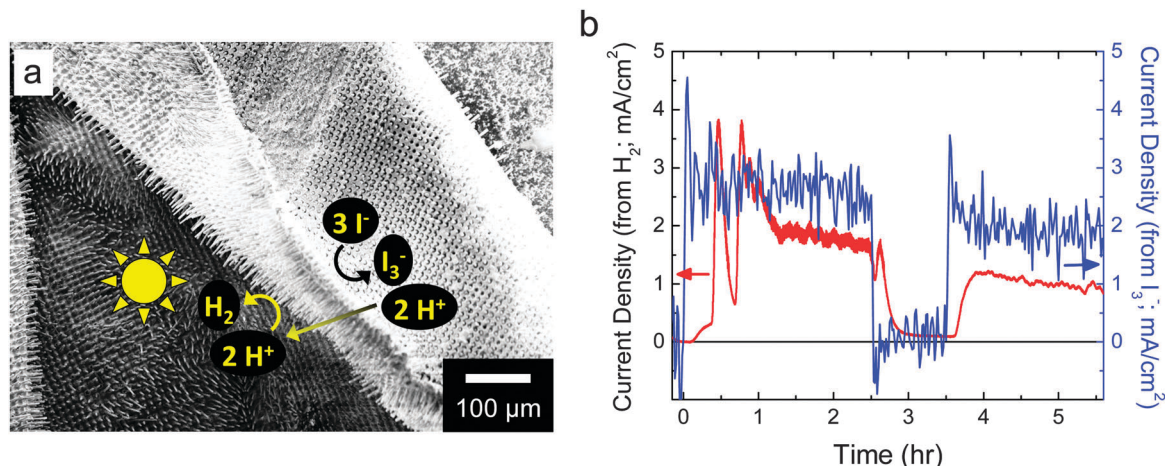 a
3 I⁻
I₃⁻
H₂
2 H⁺
2 H⁺
100 µm
b
Current Density (from H₂; mA/cm²)
5
4
3
2
1
0
0
1
2
3
4
5
Time (hr)
5
4
3
2
1
0
Current Density (from I₃⁻; mA/cm²)